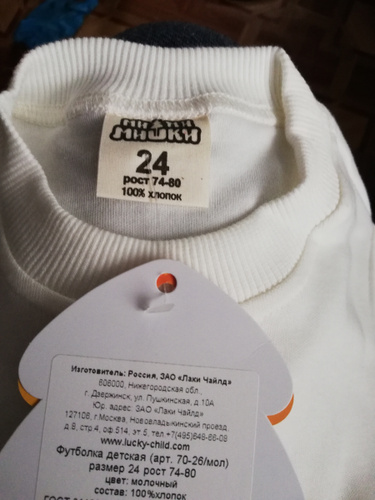 МИШКИ
24
рост 74-80
100% хлопок
Изготовитель: Россия, ЗАО «Лаки Чайлд»
606000, Нижегородская обл.,
г. Дзержинск, ул. Пушкинская, д.10А
Юр. адрес: ЗАО «Лаки Чайлд»
127106, г.Москва, Нововладыкинский проезд,
д.8, стр.4, оф.514, эт.5, тел.+7(495)646-66-08
www.lucky-child.com
Футболка детская (арт. 70-26/мол)
размер 24 рост 74-80
цвет: молочный
состав: 100%хлопок
ГОСТ